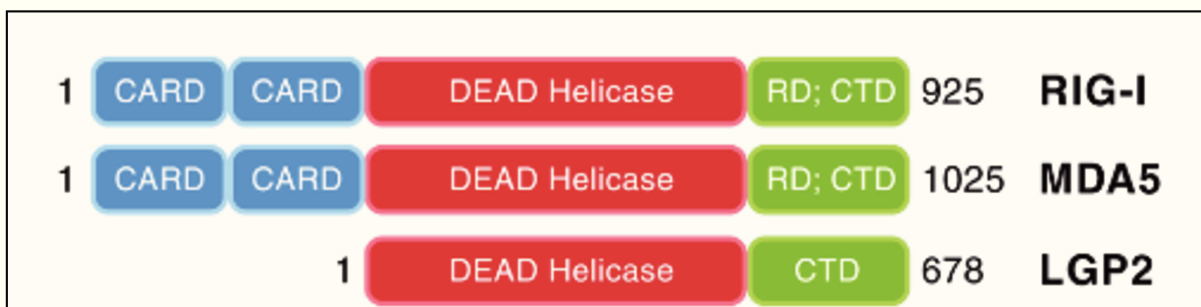 1 CARD CARD DEAD Helicase RD; CTD 925 RIG-I
1 CARD CARD DEAD Helicase RD; CTD 1025 MDA5
1 DEAD Helicase CTD 678 LGP2